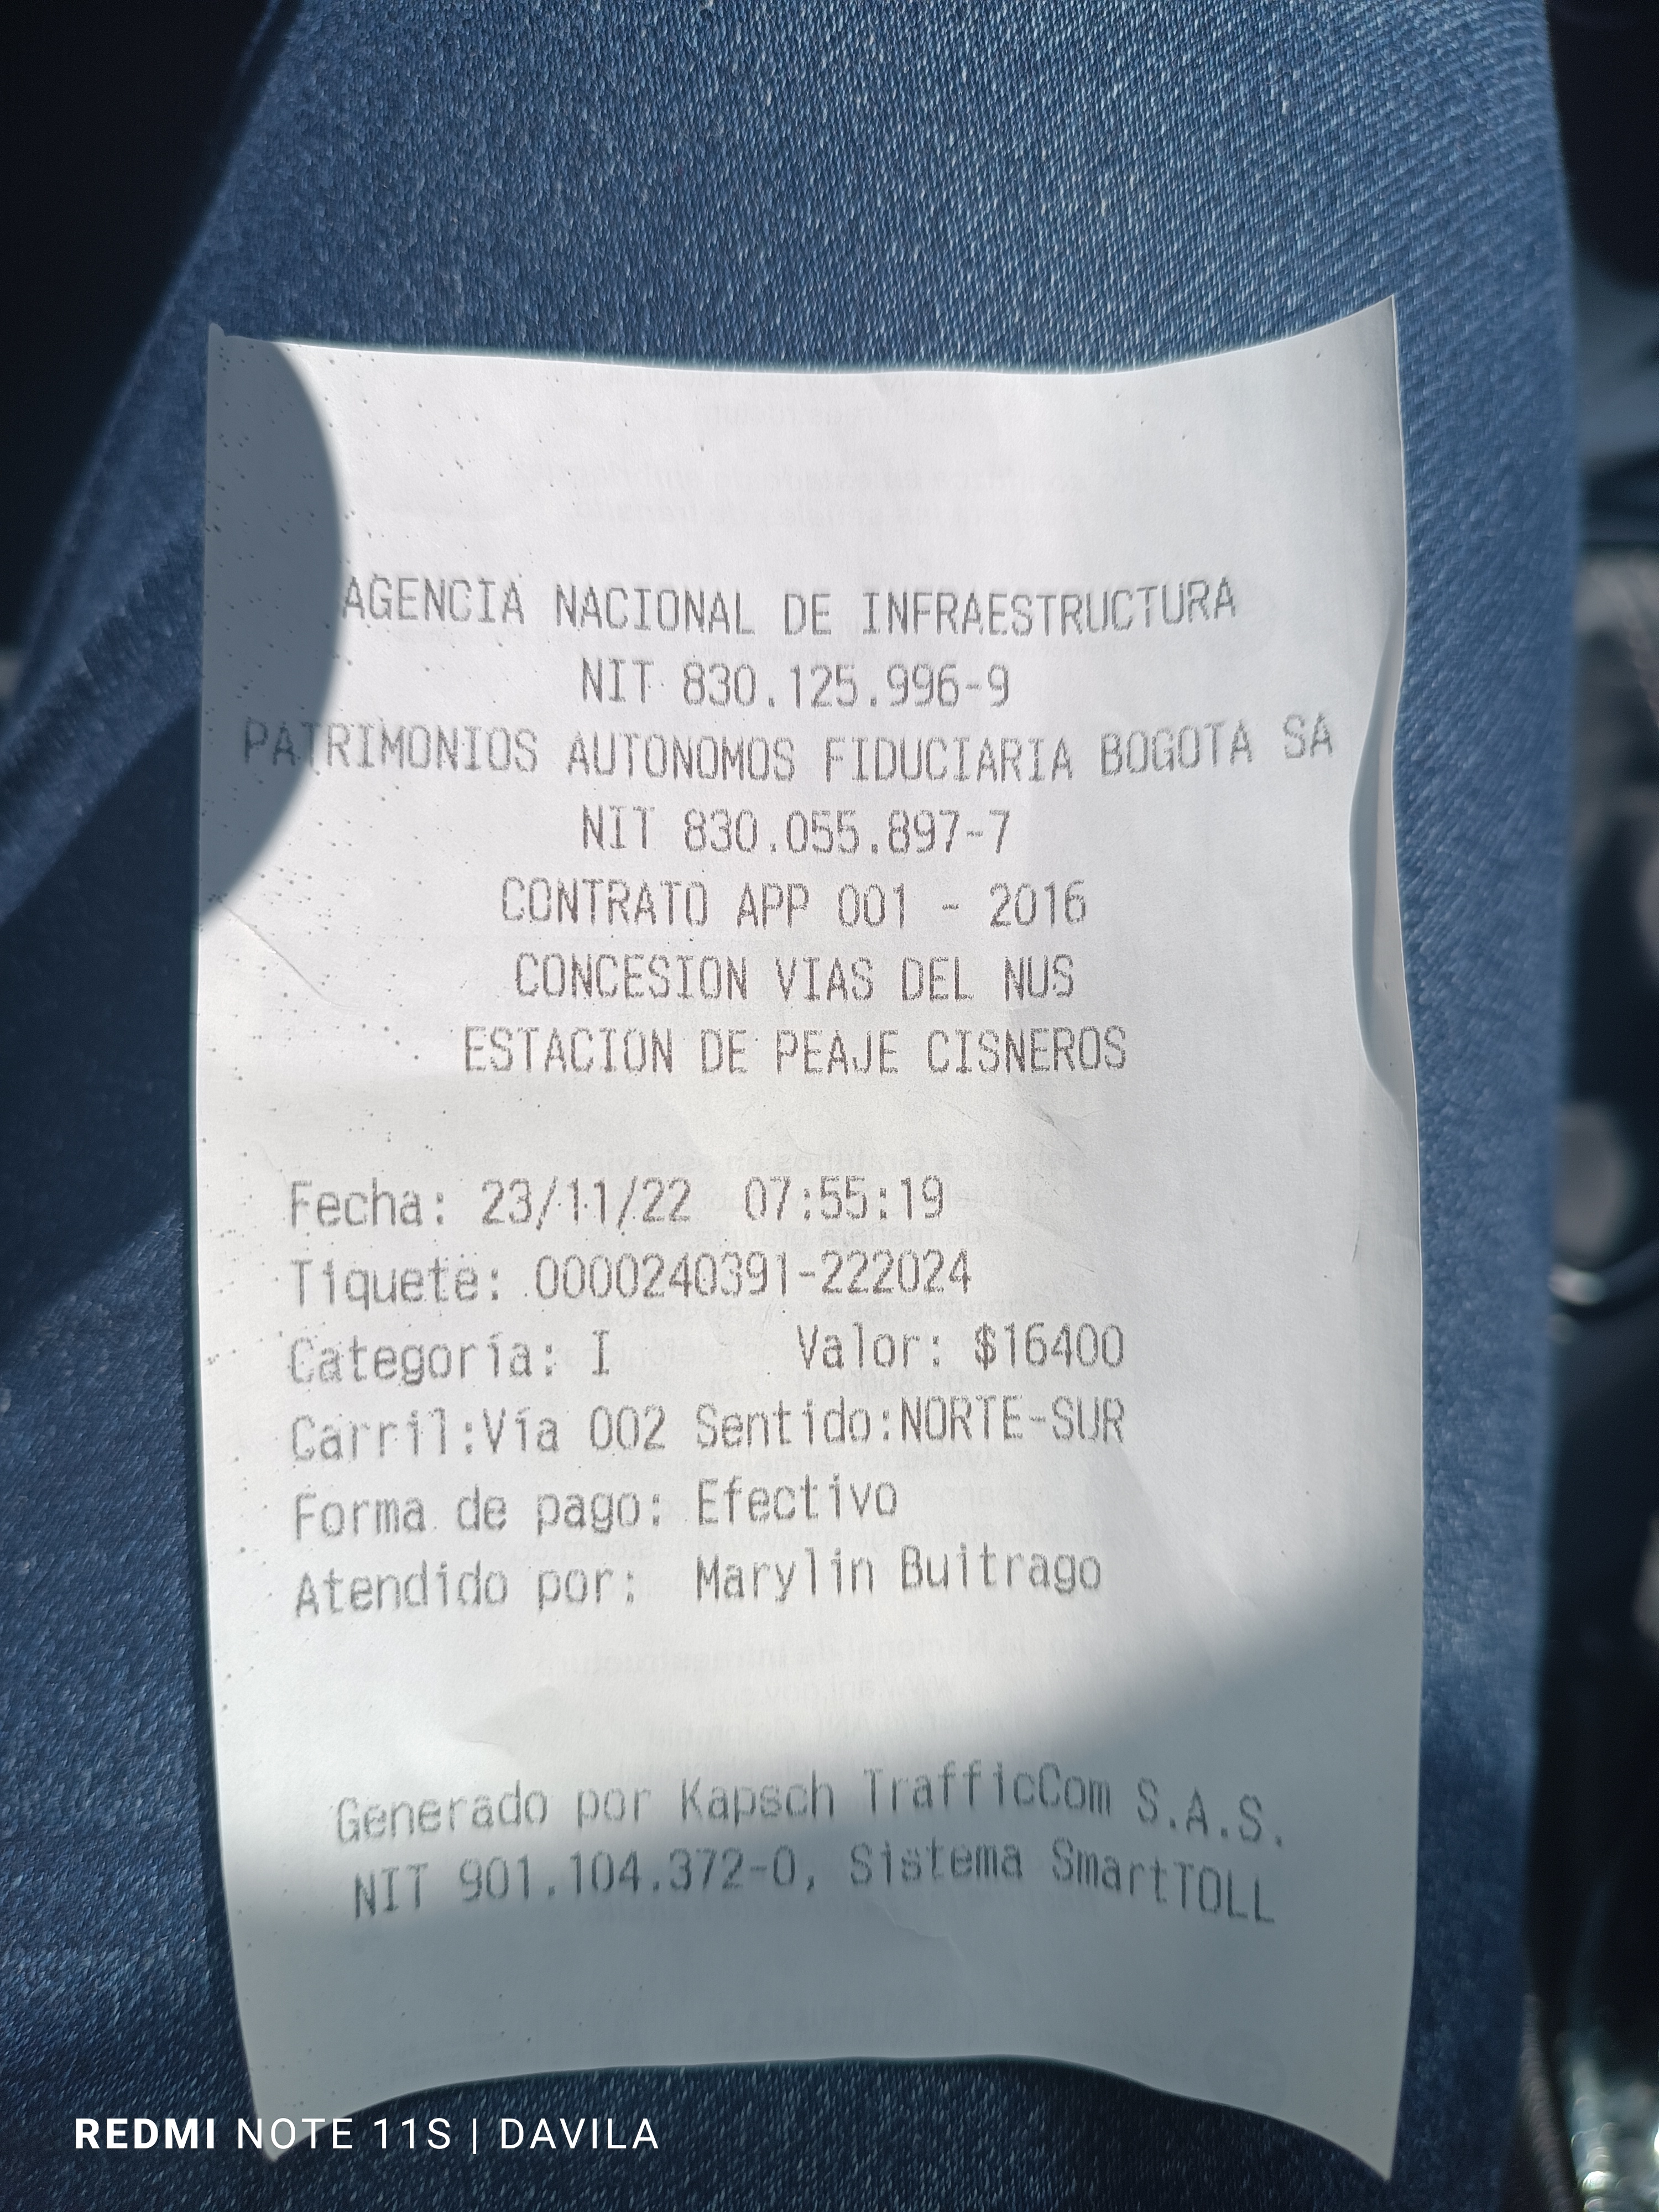 AGENCIA NACIONAL DE INFRAESTRUCTURA
NIT 830.125.996-9
PATRIMONIOS AUTONOMOS FIDUCIARIA BOGOTA SA
NIT 830.055.897-7
CONTRATO APP 001 - 2016
CONCESION VIAS DEL NUS
ESTACION DE PEAJE CISNEROS
Fecha: 23/11/22 07:55:19
Tiquete: 0000240391-222024
Categoría: I Valor: $16400
Carril:Vía 002 Sentido:NORTE-SUR
Forma de pago: Efectivo
Atendido por: Marylin Buitrago
Generado por Kapsch TrafficCom S.A.S.
NIT 901.104.372-0, Sistema SmartTOLL
REDMI NOTE 11S | DAVILA